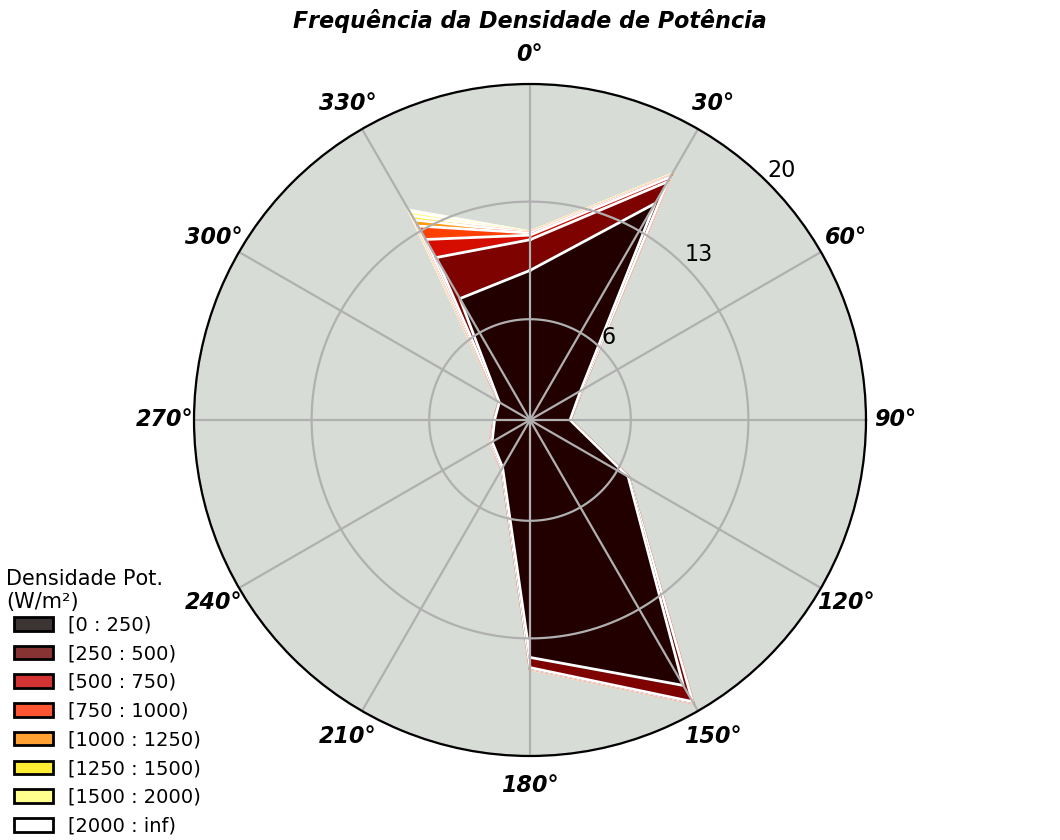 Frequência da Densidade de Potência
0°
330°
30°
20
300°
60°
13
6
270°
90°
240°
120°
210°
150°
180°
Densidade Pot.
(W/m²)
[0 : 250)
[250 : 500)
[500 : 750)
[750 : 1000)
[1000 : 1250)
[1250 : 1500)
[1500 : 2000)
[2000 : inf)